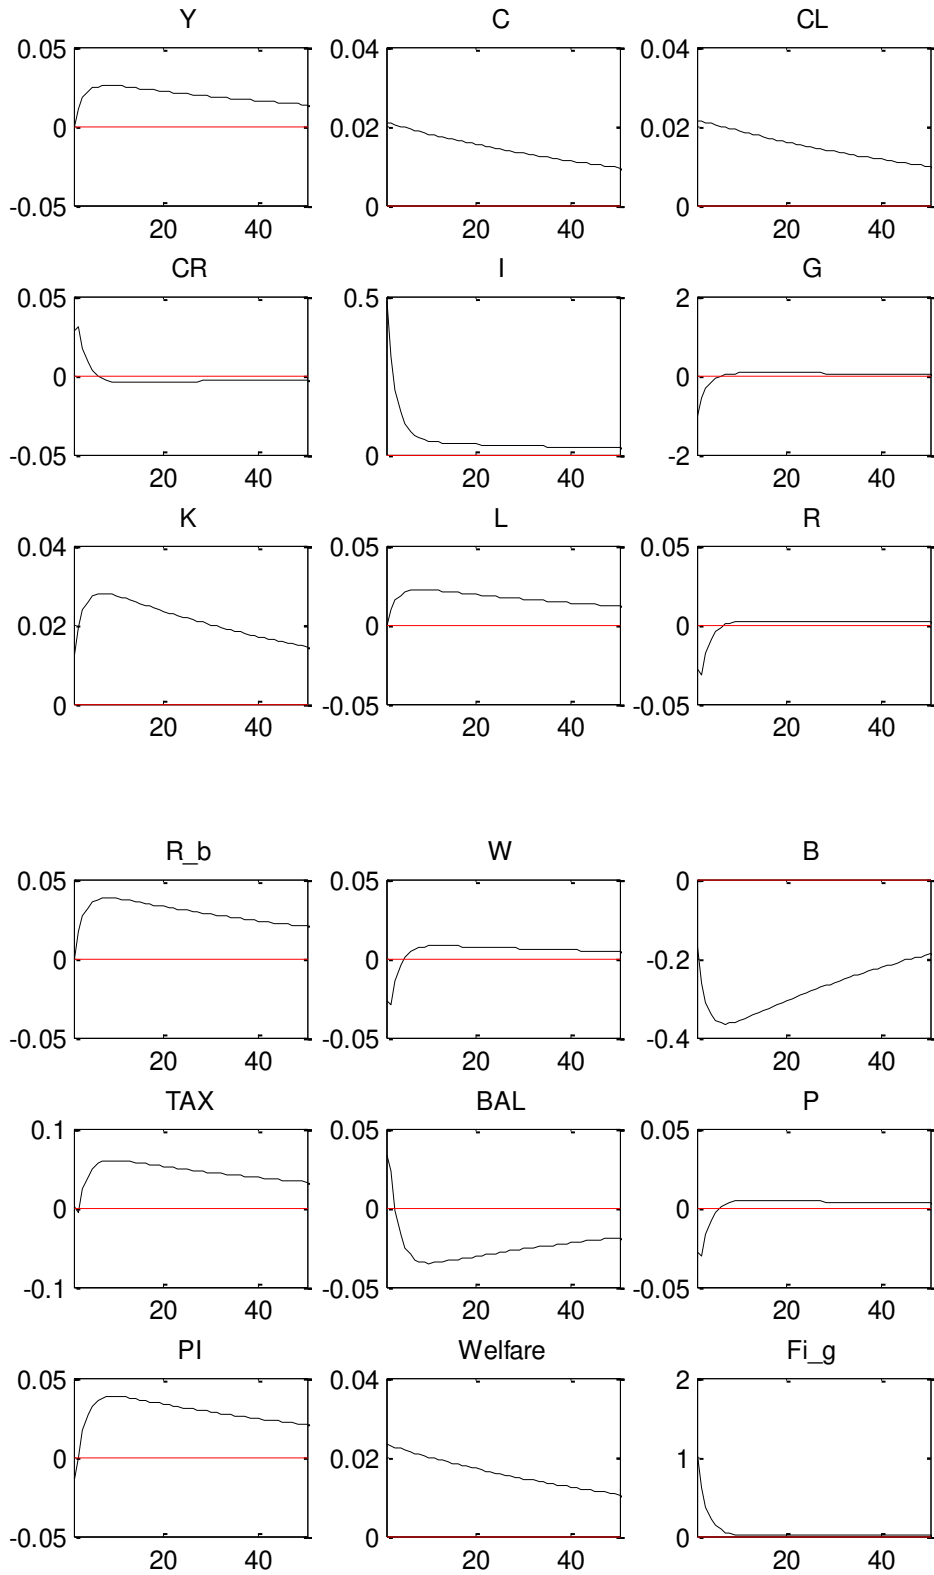 Y C CL
0.05 0.04 0.04
0 0.02 0.02
-0.05 0 0
20 40 20 40 20 40
CR I G
0.05 0.5 2
0 0
-0.05 0 -2
20 40 20 40 20 40
K L R
0.04 0.05 0.05
0.02 0 0
0 -0.05 -0.05
20 40 20 40 20 40
R_b W B
0.05 0.05 0
0 0 -0.2
-0.05 -0.05 -0.4
20 40 20 40 20 40
TAX BAL P
0.1 0.05 0.05
0 0 0
-0.1 -0.05 -0.05
20 40 20 40 20 40
PI Welfare Fi_g
0.05 0.04 2
0 0.02 1
-0.05 0 0
20 40 20 40 20 40